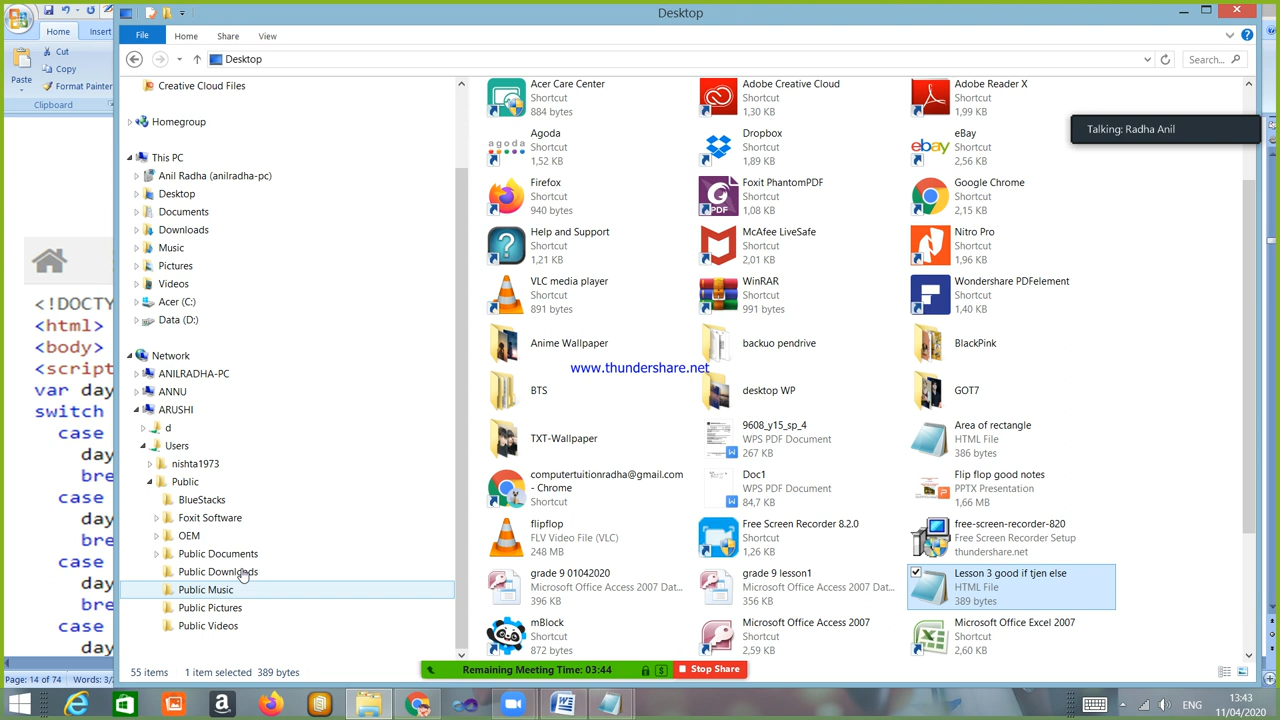 Desktop
Home
Insert
File
Home
Share
View
Cut
Copy
Format Painter
Paste
Clipboard
Desktop
Search...
Creative Cloud Files
Homegroup
This PC
Anil Radha (anilradha-pc)
Desktop
Documents
Downloads
Music
Pictures
Videos
Acer (C:)
Data (D:)
Network
ANILRADHA-PC
ANNU
ARUSHI
d
Users
nishta1973
Public
BlueStacks
Foxit Software
OEM
Public Documents
Public Downloads
Public Music
Public Pictures
Public Videos
Acer Care Center
Shortcut
884 bytes
Adobe Creative Cloud
Shortcut
1,30 KB
Adobe Reader X
Shortcut
1,99 KB
Talking: Radha Anil
Agoda
Shortcut
1,52 KB
agoda
Dropbox
Shortcut
1,89 KB
eBay
Shortcut
2,56 KB
ebay
Firefox
Shortcut
940 bytes
Foxit PhantomPDF
Shortcut
1,08 KB
PDF
Google Chrome
Shortcut
2,15 KB
Help and Support
Shortcut
1,21 KB
McAfee LiveSafe
Shortcut
2,01 KB
Nitro Pro
Shortcut
1,96 KB
VLC media player
Shortcut
891 bytes
WinRAR
Shortcut
991 bytes
Wondershare PDFelement
Shortcut
1,40 KB
Anime Wallpaper
backuo pendrive
BlackPink
www.thundershare.net
BTS
desktop WP
GOT7
TXT-Wallpaper
9608_y15_sp_4
WPS PDF Document
267 KB
Area of rectangle
HTML File
386 bytes
computertuitionradha@gmail.com
- Chrome
Shortcut
Doc1
WPS PDF Document
84,7 KB
Flip flop good notes
PPTX Presentation
1,66 MB
flipflop
FLV Video File (VLC)
248 MB
Free Screen Recorder 8.2.0
Shortcut
1,26 KB
free-screen-recorder-820
Free Screen Recorder Setup
thundershare.net
grade 9 01042020
Microsoft Office Access 2007 Dat...
396 KB
grade 9 lesson1
Microsoft Office Access 2007 Dat...
356 KB
Lesson 3 good if tjen else
HTML File
389 bytes
mBlock
Shortcut
872 bytes
Microsoft Office Access 2007
Shortcut
2,59 KB
Microsoft Office Excel 2007
Shortcut
2,60 KB
<!DOCTY
<html>
<body>
<script
var day
switch
case
day
bre
case
day
bre
case
day
bre
case
day
bre
case
day
55 items
1 item selected 389 bytes
Remaining Meeting Time: 03:44
Stop Share
Page: 14 of 74
Words: 3/
ENG
13:43
11/04/2020